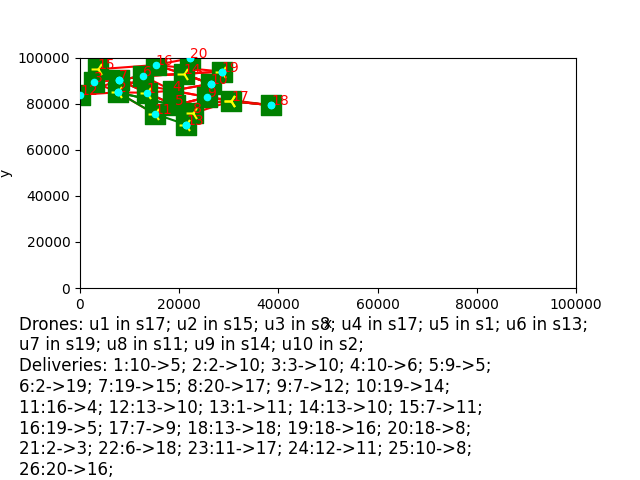 20
16
19
18
17
100000
80000
60000
40000
20000
0
y
0 20000 40000 60000 80000 100000
x
Drones: u1 in s17; u2 in s15; u3 in s8; u4 in s17; u5 in s1; u6 in s13;
u7 in s19; u8 in s11; u9 in s14; u10 in s2;
Deliveries: 1:10->5; 2:2->10; 3:3->10; 4:10->6; 5:9->5;
6:2->19; 7:19->15; 8:20->17; 9:7->12; 10:19->14;
11:16->4; 12:13->10; 13:1->11; 14:13->10; 15:7->11;
16:19->5; 17:7->9; 18:13->18; 19:18->16; 20:18->8;
21:2->3; 22:6->18; 23:11->17; 24:12->11; 25:10->8;
26:20->16;